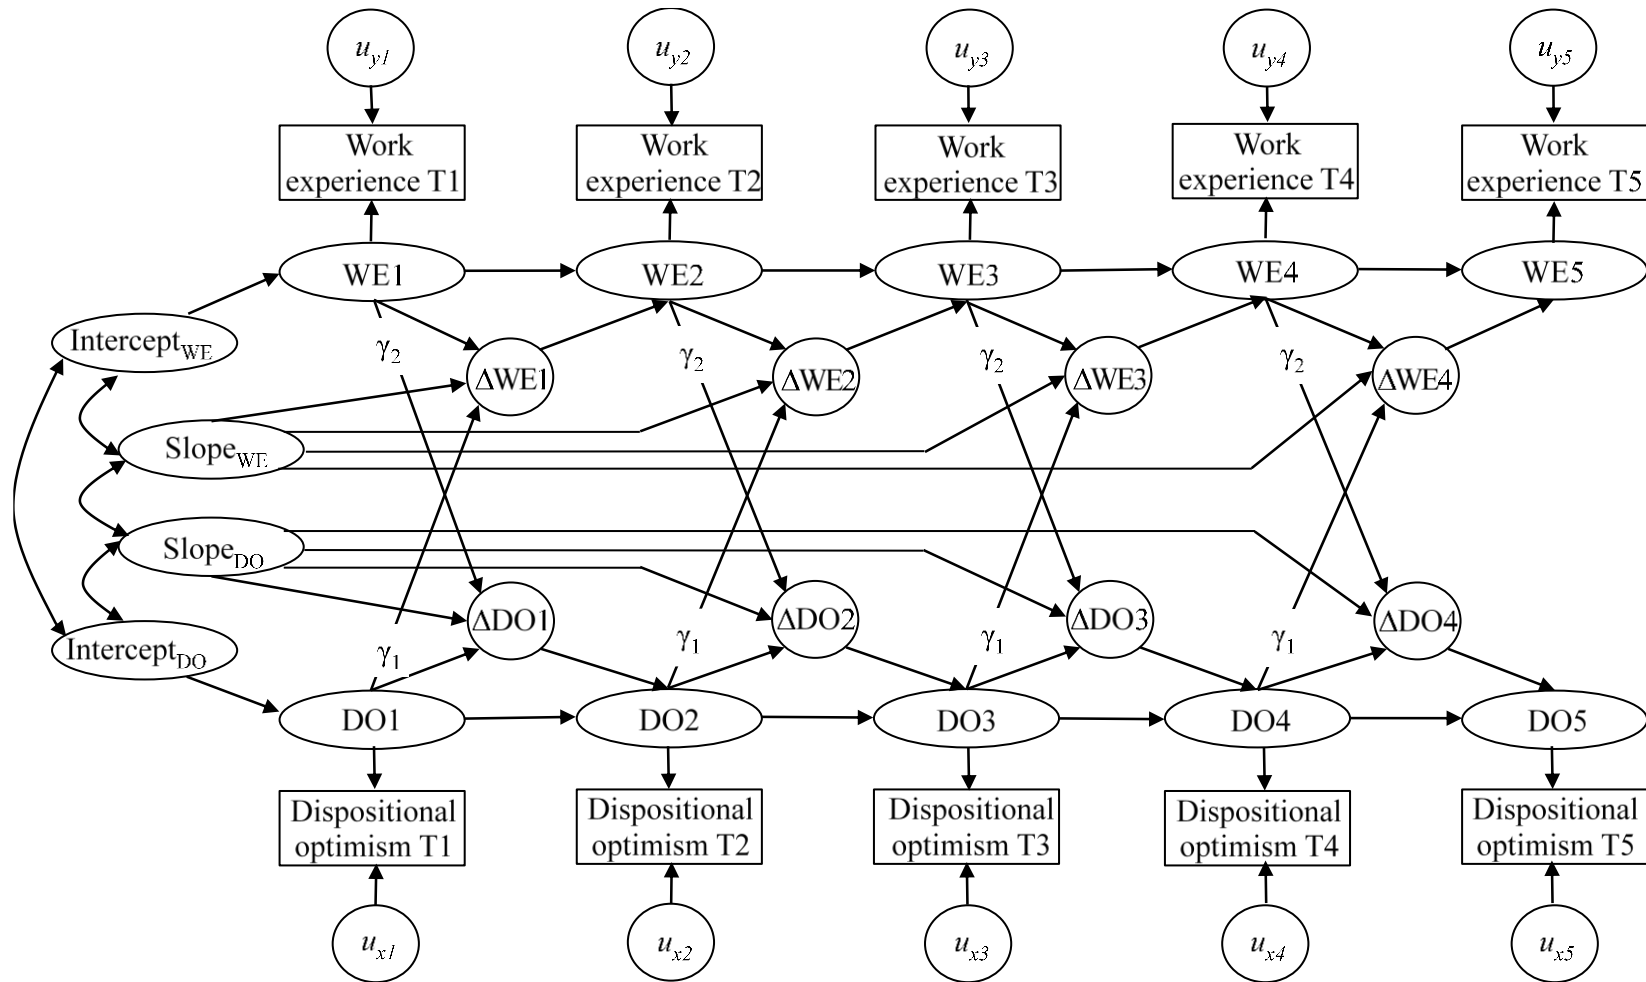 u_y1 u_y2 u_y3 u_y4 u_y5
Work Work Work Work Work
experience T1 experience T2 experience T3 experience T4 experience T5
WE1 WE2 WE3 WE4 WE5
Intercept_WE
γ2 γ2 γ2 γ2
ΔWE1 ΔWE2 ΔWE3 ΔWE4
Slope_WE
Slope_DO
ΔDO1 ΔDO2 ΔDO3 ΔDO4
Intercept_DO
γ1 γ1 γ1 γ1
DO1 DO2 DO3 DO4 DO5
Dispositional Dispositional Dispositional Dispositional Dispositional
optimism T1 optimism T2 optimism T3 optimism T4 optimism T5
u_x1 u_x2 u_x3 u_x4 u_x5